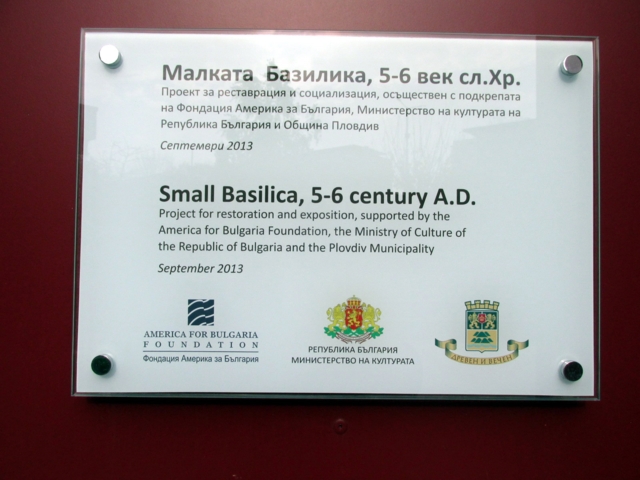 Малката Базилика, 5-6 век сл.Хр.
Проект за реставрация и социализация, осъществен с подкрепата
на Фондация Америка за България, Министерство на културата на
Република България и Община Пловдив
Септември 2013
Small Basilica, 5-6 century A.D.
Project for restoration and exposition, supported by the
America for Bulgaria Foundation, the Ministry of Culture of
the Republic of Bulgaria and the Plovdiv Municipality
September 2013
AMERICA FOR BULGARIA
FOUNDATION
Фондация Америка за България
РЕПУБЛИКА БЪЛГАРИЯ
МИНИСТЕРСТВО НА КУЛТУРАТА
ДРЕВЕН И ВЕЧЕН